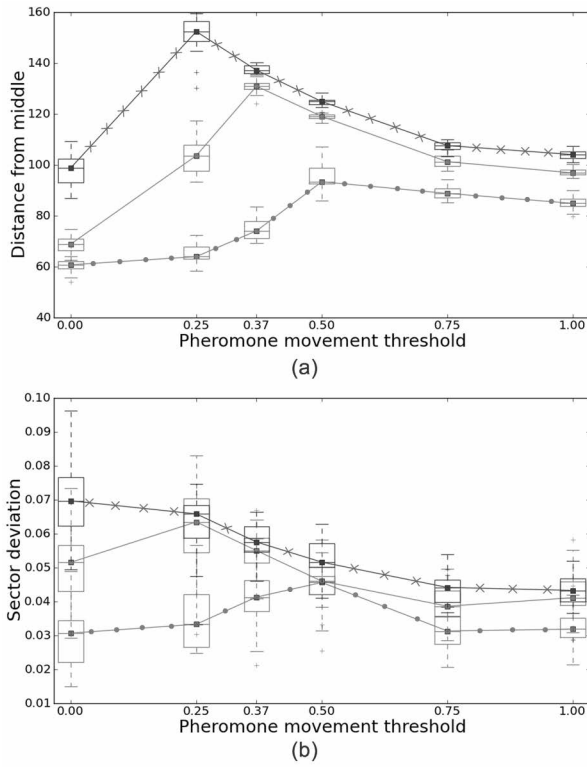 160
140
120
100
80
60
40
Distance from middle
0.00 0.25 0.37 0.50 0.75 1.00
Pheromone movement threshold
(a)
0.10
0.09
0.08
0.07
0.06
0.05
0.04
0.03
0.02
0.01
Sector deviation
0.00 0.25 0.37 0.50 0.75 1.00
Pheromone movement threshold
(b)